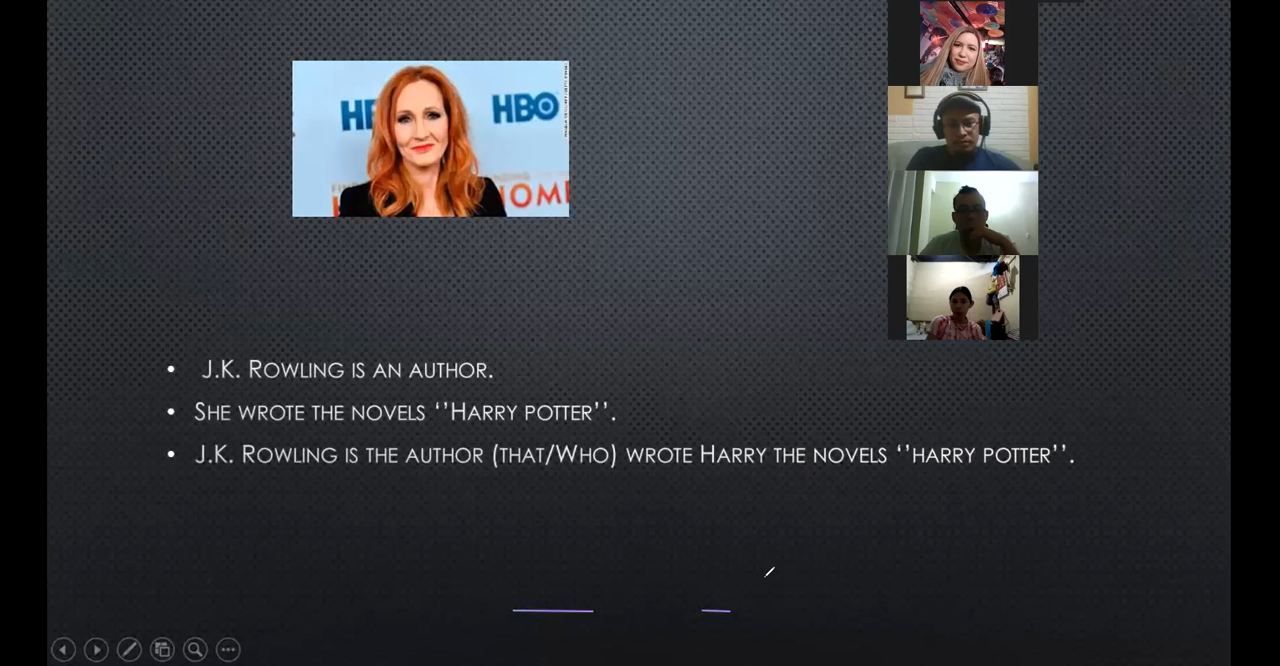 HBO
HOME
J.K. ROWLING IS AN AUTHOR.
SHE WROTE THE NOVELS ‘’HARRY POTTER’’.
J.K. ROWLING IS THE AUTHOR (THAT/WHO) WROTE HARRY THE NOVELS ‘’HARRY POTTER’’.